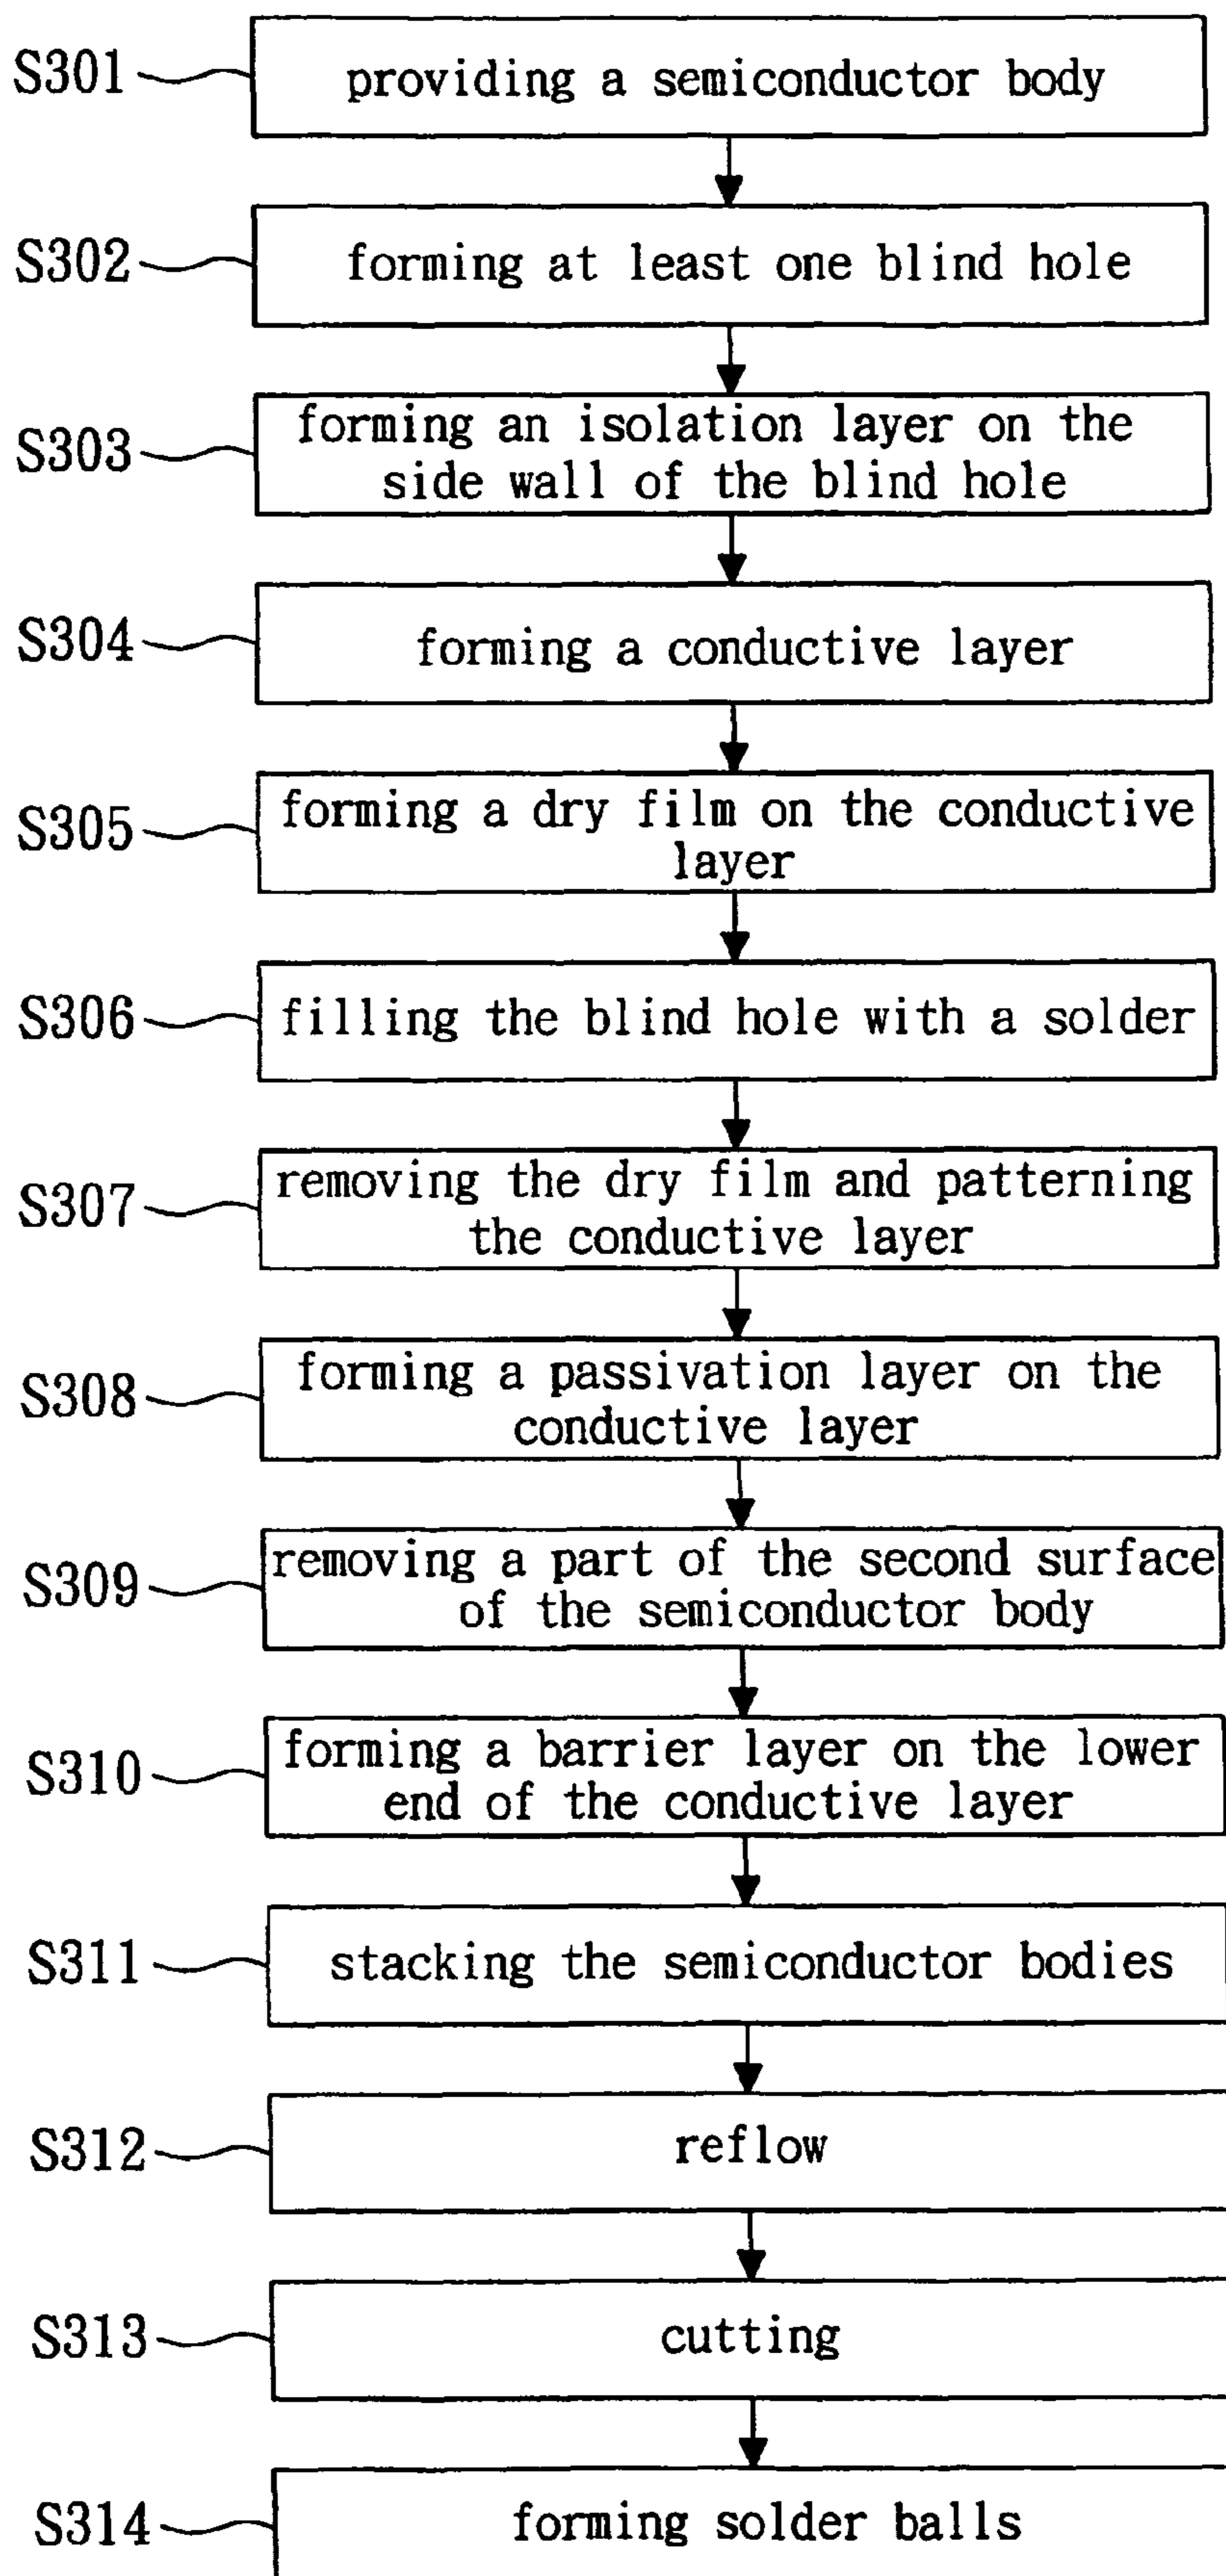 S301
providing a semiconductor body
S302
forming at least one blind hole
S303
forming an isolation layer on the
side wall of the blind hole
S304
forming a conductive layer
S305
forming a dry film on the conductive
layer
S306
filling the blind hole with a solder
S307
removing the dry film and patterning
the conductive layer
S308
forming a passivation layer on the
conductive layer
S309
removing a part of the second surface
of the semiconductor body
S310
forming a barrier layer on the lower
end of the conductive layer
S311
stacking the semiconductor bodies
S312
reflow
S313
cutting
S314
forming solder balls